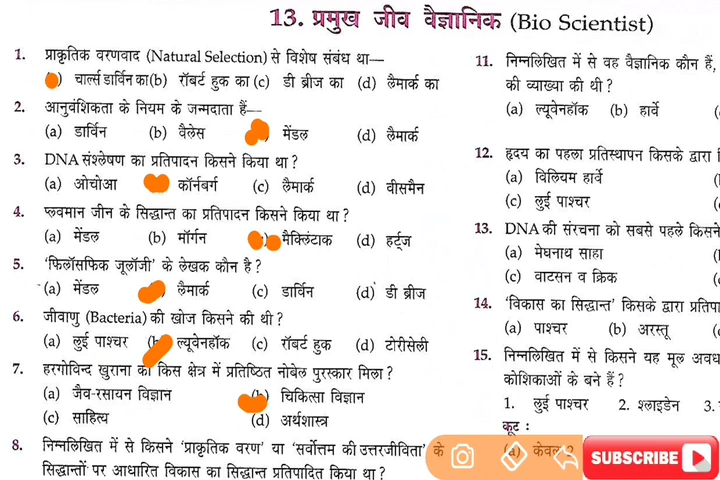 13. प्रमुख जीव वैज्ञानिक (Bio Scientist)
1. प्राकृतिक वरणवाद (Natural Selection) से विशेष संबंध था—
चार्ल्स डार्विन का (b) रॉबर्ट हुक का (c) डी ब्रीज का (d) लैमार्क का
2. आनुवंशिकता के नियम के जन्मदाता हैं—
(a) डार्विन (b) वैलेस मेंडल (d) लैमार्क
3. DNA संश्लेषण का प्रतिपादन किसने किया था ?
(a) ओचोआ कॉर्नबर्ग (c) लैमार्क (d) वीसमैन
4. प्लवमान जीन के सिद्धान्त का प्रतिपादन किसने किया था ?
(a) मेंडल (b) मॉर्गन मैक्लिंटाक (d) हर्ट्ज
5. 'फिलॉसफिक जूलॉजी' के लेखक कौन है ?
(a) मेंडल लैमार्क (c) डार्विन (d) डी ब्रीज
6. जीवाणु (Bacteria) की खोज किसने की थी ?
(a) लुई पाश्चर (b) ल्यूवेनहॉक (c) रॉबर्ट हुक (d) टोरीसेली
7. हरगोविन्द खुराना को किस क्षेत्र में प्रतिष्ठित नोबेल पुरस्कार मिला ?
(a) जैव-रसायन विज्ञान (b) चिकित्सा विज्ञान
(c) साहित्य (d) अर्थशास्त्र
8. निम्नलिखित में से किसने 'प्राकृतिक वरण' या 'सर्वोत्तम की उत्तरजीविता' के
सिद्धान्तों पर आधारित विकास का सिद्धान्त प्रतिपादित किया था ?
11. निम्नलिखित में से वह वैज्ञानिक कौन हैं,
की व्याख्या की थी ?
(a) ल्यूवेनहॉक (b) हार्वे
12. हृदय का पहला प्रतिस्थापन किसके द्वारा
(a) विलियम हार्वे
(c) लुई पाश्चर
13. DNA की संरचना को सबसे पहले किसने
(a) मेघनाथ साहा
(c) वाटसन व क्रिक
14. 'विकास का सिद्धान्त' किसके द्वारा
(a) पाश्चर (b) अरस्तू
15. निम्नलिखित में से किसने यह मूल
कोशिकाओं के बने हैं ?
1. लुई पाश्चर 2. श्लाइडेन 3.
कूट :
(a) केवल 2
SUBSCRIBE